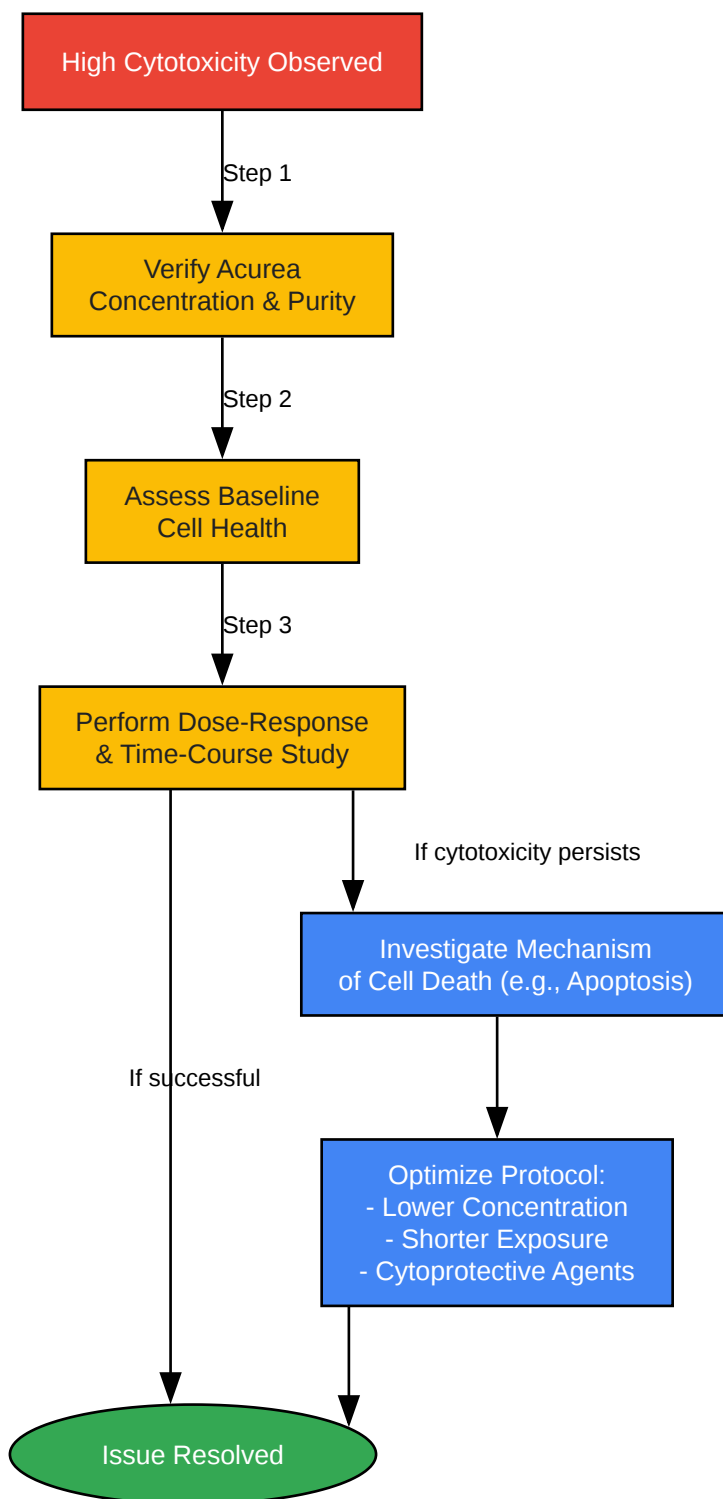 High Cytotoxicity Observed
Step 1
Verify Acurea
Concentration & Purity
Step 2
Assess Baseline
Cell Health
Step 3
Perform Dose-Response
& Time-Course Study
If cytotoxicity persists
Investigate Mechanism
of Cell Death (e.g., Apoptosis)
If successful
Optimize Protocol:
- Lower Concentration
- Shorter Exposure
- Cytoprotective Agents
Issue Resolved